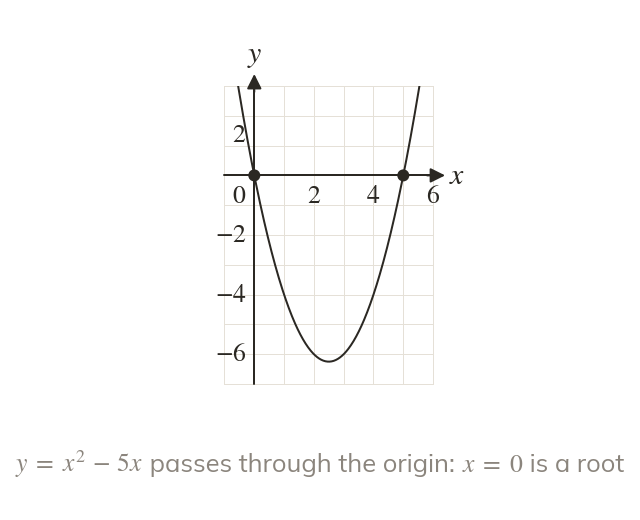 y
2
x
0 2 4 6
−2
−4
−6
y = x² − 5x passes through the origin: x = 0 is a root